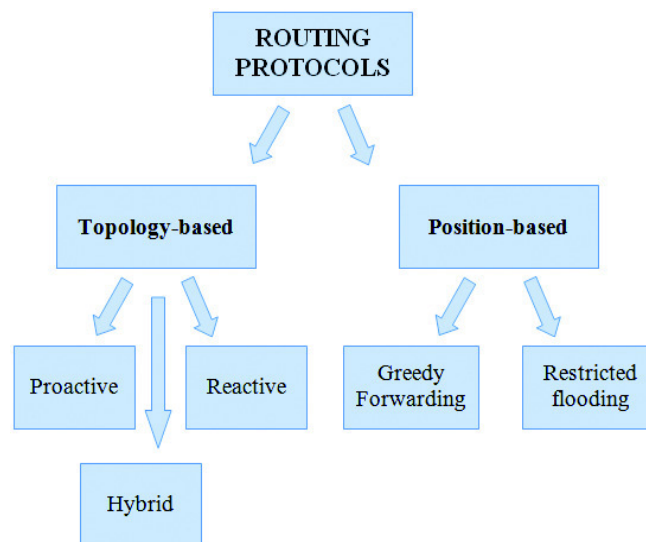 ROUTING
PROTOCOLS
Topology-based
Position-based
Proactive
Reactive
Greedy
Forwarding
Restricted
flooding
Hybrid